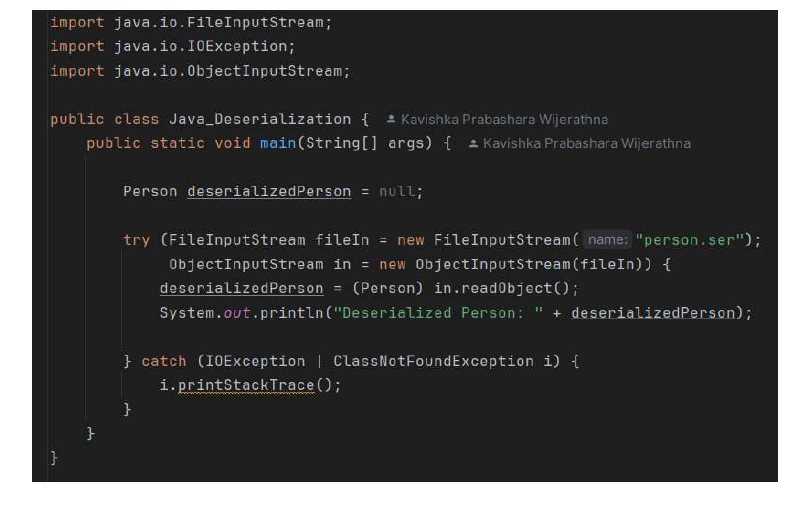 import java.io.FileInputStream;
import java.io.IOException;
import java.io.ObjectInputStream;
public class Java_Deserialization { Kavishka Prabashara Wijerathna
public static void main(String[] args) { Kavishka Prabashara Wijerathna
Person deserializedPerson = null;
try (FileInputStream fileIn = new FileInputStream( name: "person.ser");
ObjectInputStream in = new ObjectInputStream(fileIn)) {
deserializedPerson = (Person) in.readObject();
System.out.println("Deserialized Person: " + deserializedPerson);
} catch (IOException | ClassNotFoundException i) {
i.printStackTrace();
}
}
}